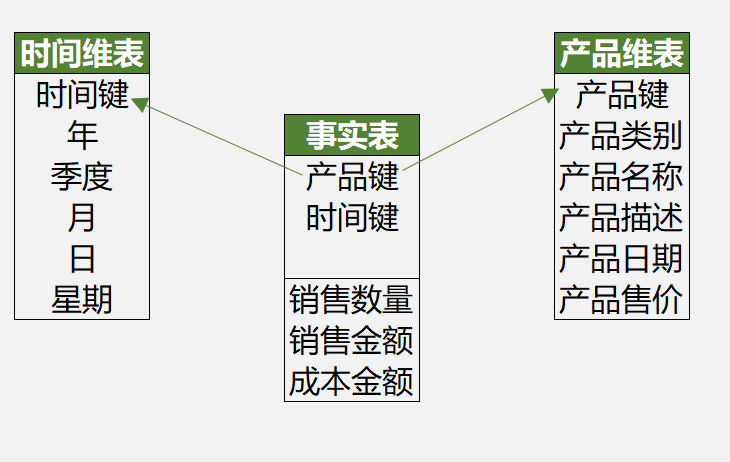 时间维表
时间键
年
季度
月
日
星期
事实表
产品键
时间键
销售数量
销售金额
成本金额
产品维表
产品键
产品类别
产品名称
产品描述
产品日期
产品售价